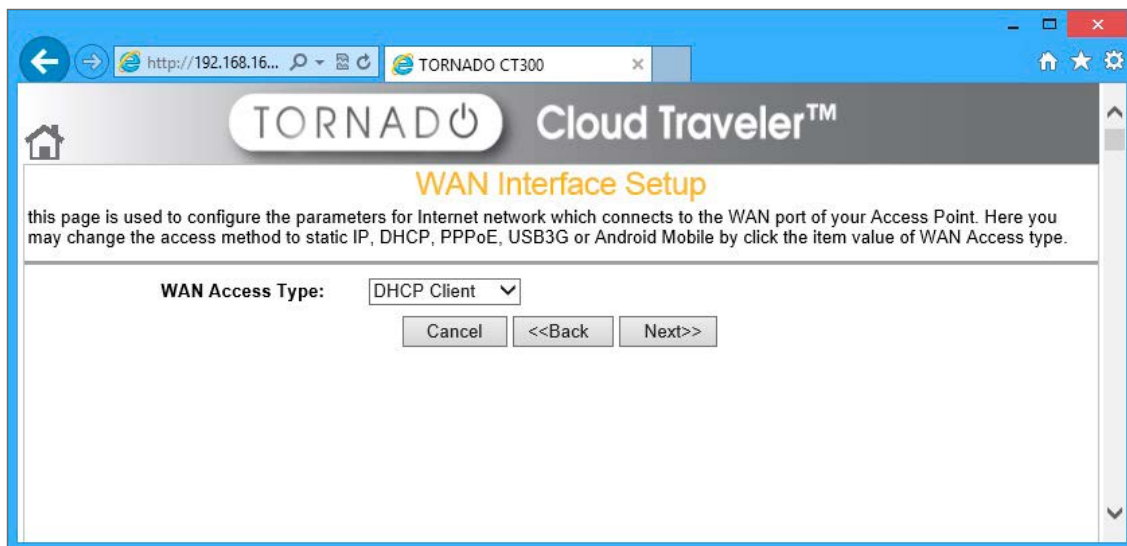 http://192.168.16...
TORNADO CT300
TORNADO
Cloud Traveler™
WAN Interface Setup
this page is used to configure the parameters for Internet network which connects to the WAN port of your Access Point. Here you
may change the access method to static IP, DHCP, PPPoE, USB3G or Android Mobile by click the item value of WAN Access type.
WAN Access Type: DHCP Client
Cancel <<Back Next>>